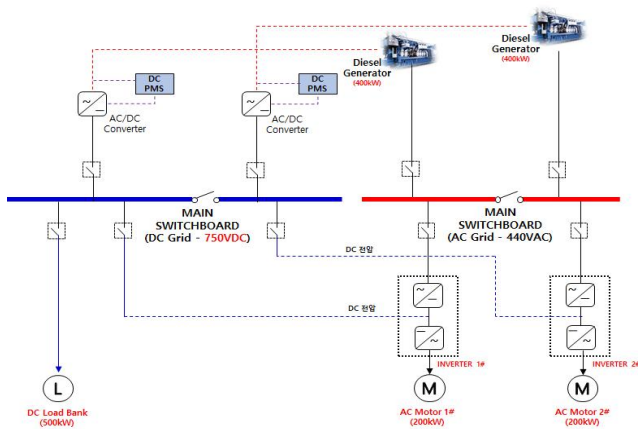 Diesel
Generator
(400kW)
Diesel
Generator
(400kW)
DC
PMS
DC
PMS
AC/DC
Converter
AC/DC
Converter
MAIN
SWITCHBOARD
(DC Grid - 750VDC)
MAIN
SWITCHBOARD
(AC Grid - 440VAC)
DC 전압
DC 전압
INVERTER 1#
INVERTER 2#
L
M
M
DC Load Bank
(500kW)
AC Motor 1#
(200kW)
AC Motor 2#
(200kW)